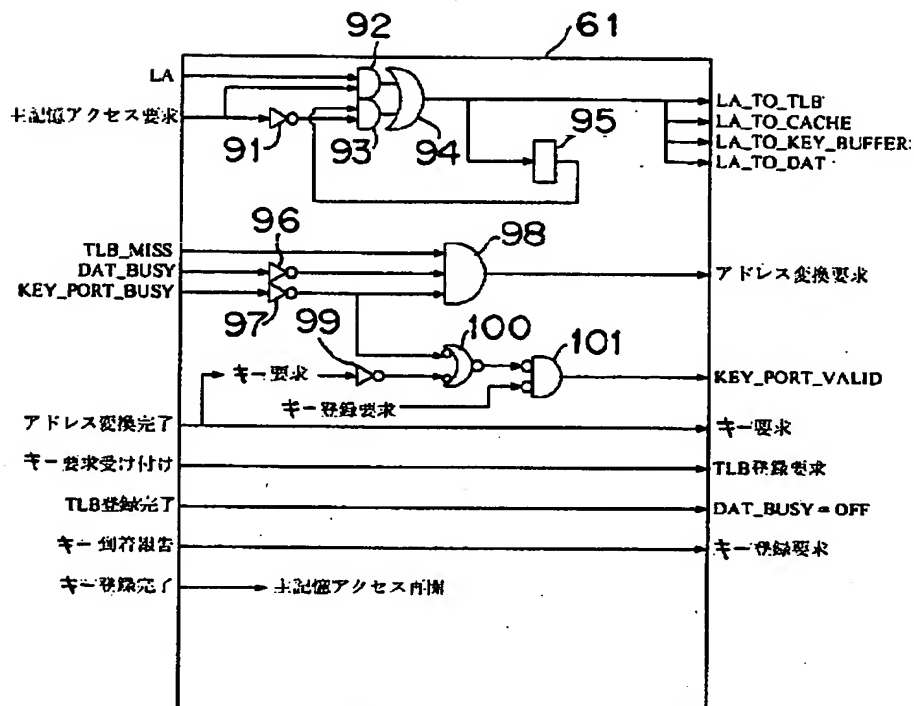 92
61
LA
主記憶アクセス要求
91
93
94
95
LA_TO_TLB
LA_TO_CACHE
LA_TO_KEY_BUFFER
LA_TO_DAT
TLB_MISS
DAT_BUSY
KEY_PORT_BUSY
96
97
98
アドレス変換要求
99
100
101
キー要求
キー登録要求
KEY_PORT_VALID
アドレス変換完了
キー要求
キー要求受け付け
TLB登録要求
TLB登録完了
DAT_BUSY=OFF
キー到着報告
キー登録要求
キー登録完了
主記憶アクセス再開